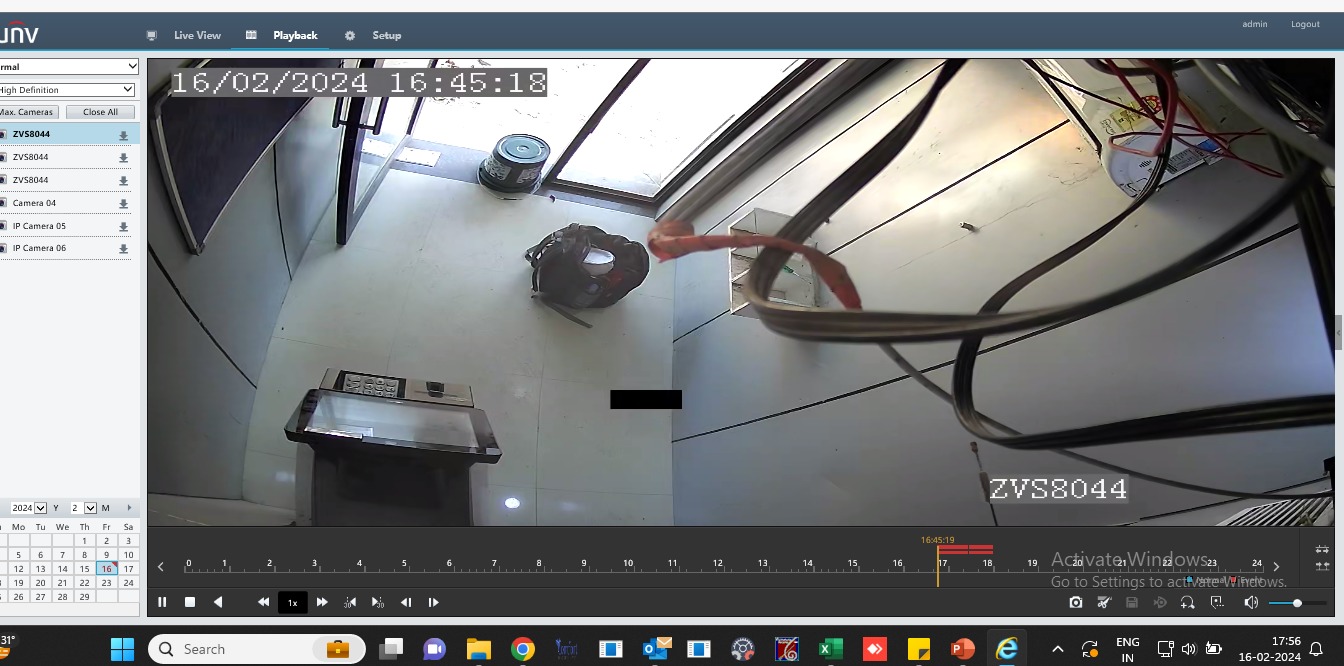 unv
Live View
Playback
Setup
admin
Logout
rmal
High Definition
Max. Cameras
Close All
ZVS8044
ZVS8044
ZVS8044
Camera 04
IP Camera 05
IP Camera 06
16/02/2024 16:45:18
ZVS8044
2024 Y 2 M
Mo Tu We Th Fr Sa
1 2 3
5 6 7 8 9 10
12 13 14 15 16 17
19 20 21 22 23 24
26 27 28 29
16:45:19
0 1 2 3 4 5 6 7 8 9 10 11 12 13 14 15 16 17 18 19 20 21 22 23 24
Normal Event
Activate Windows
Go to Settings to activate Windows.
1x
Search
ENG
IN
17:56
16-02-2024